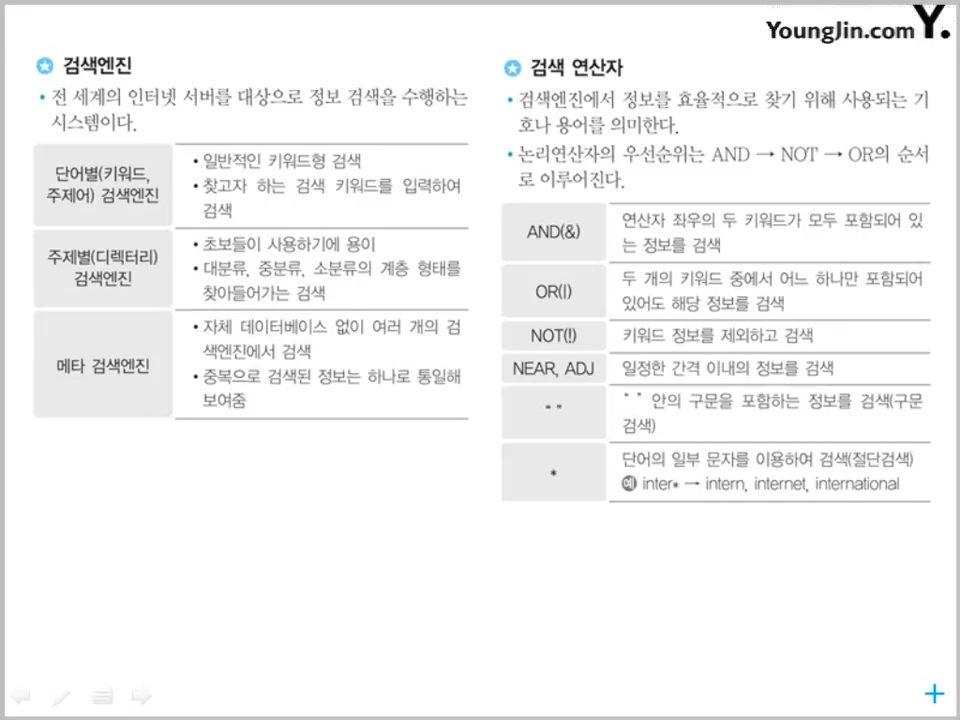 YoungJin.com Y.
검색엔진
• 전 세계의 인터넷 서버를 대상으로 정보 검색을 수행하는
시스템이다.
단어별(키워드,
주제어) 검색엔진
• 일반적인 키워드형 검색
• 찾고자 하는 검색 키워드를 입력하여
검색
주제별(디렉터리)
검색엔진
• 초보들이 사용하기에 용이
• 대분류, 중분류, 소분류의 계층 형태를
찾아들어가는 검색
메타 검색엔진
• 자체 데이터베이스 없이 여러 개의 검
색엔진에서 검색
• 중복으로 검색된 정보는 하나로 통일해
보여줌
검색 연산자
• 검색엔진에서 정보를 효율적으로 찾기 위해 사용되는 기
호나 용어를 의미한다.
• 논리연산자의 우선순위는 AND → NOT → OR의 순서
로 이루어진다.
AND(&)
연산자 좌우의 두 키워드가 모두 포함되어 있
는 정보를 검색
OR(|)
두 개의 키워드 중에서 어느 하나만 포함되어
있어도 해당 정보를 검색
NOT(!)
키워드 정보를 제외하고 검색
NEAR, ADJ
일정한 간격 이내의 정보를 검색
“ ”
“ ” 안의 구문을 포함하는 정보를 검색(구문
검색)
*
단어의 일부 문자를 이용하여 검색(절단검색)
예 inter* → intern, internet, international